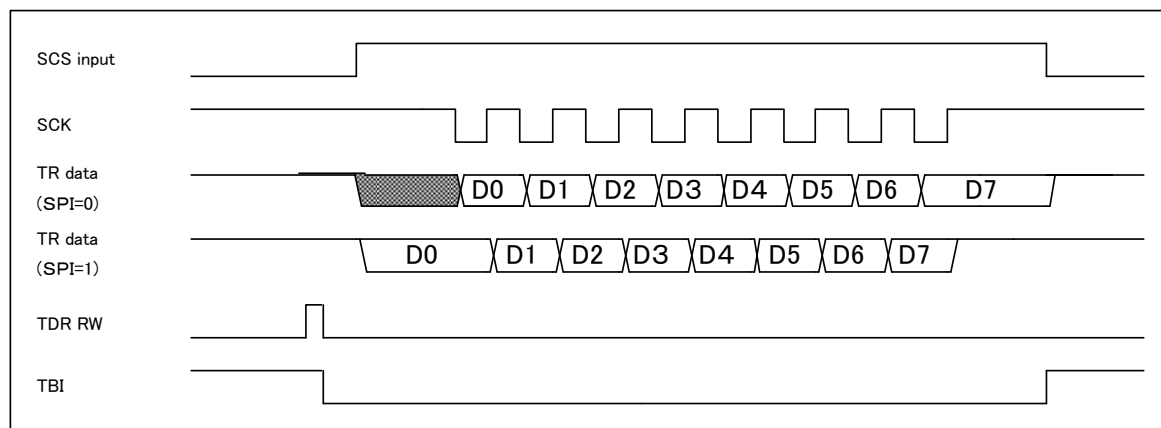 SCS input
SCK
TR data
(SPI=0)
D0 D1 D2 D3 D4 D5 D6 D7
TR data
(SPI=1)
D0 D1 D2 D3 D4 D5 D6 D7
TDR RW
TBI